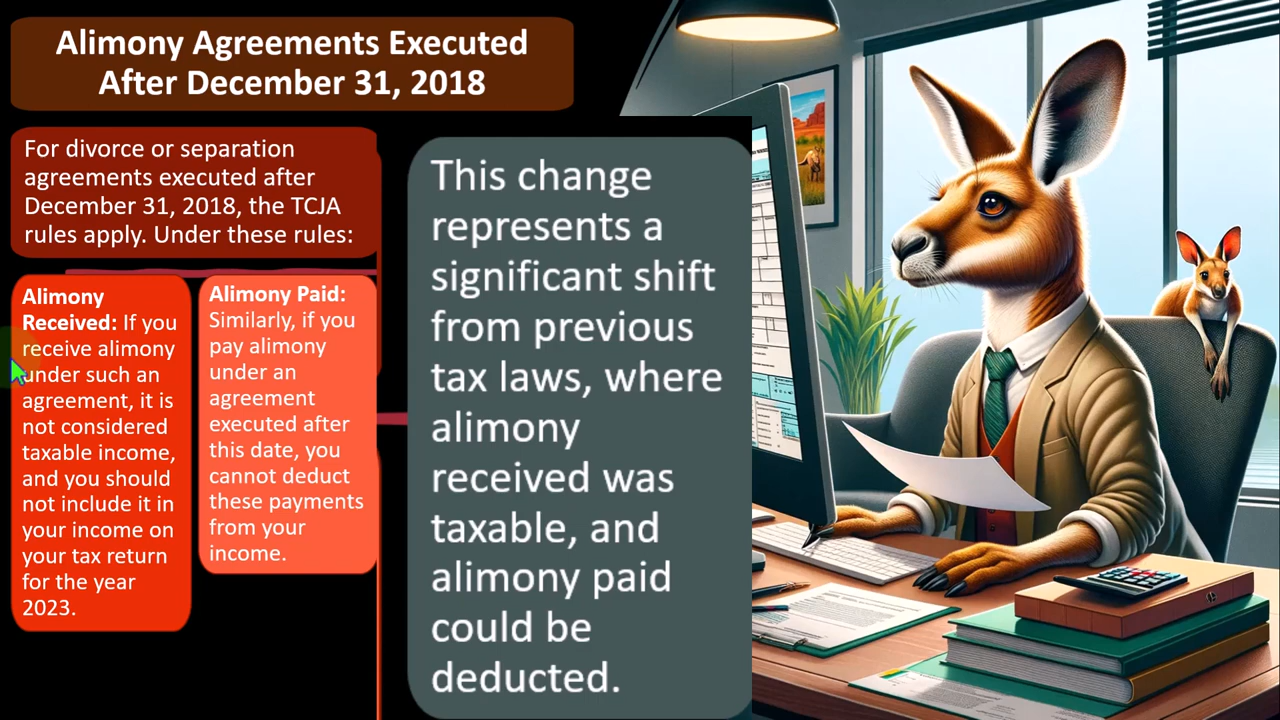 Alimony Agreements Executed
After December 31, 2018
For divorce or separation
agreements executed after
December 31, 2018, the TCJA
rules apply. Under these rules:
Alimony
Received: If you
receive alimony
under such an
agreement, it is
not considered
taxable income,
and you should
not include it in
your income on
your tax return
for the year
2023.
Alimony Paid:
Similarly, if you
pay alimony
under an
agreement
executed after
this date, you
cannot deduct
these payments
from your
income.
This change
represents a
significant shift
from previous
tax laws, where
alimony
received was
taxable, and
alimony paid
could be
deducted.